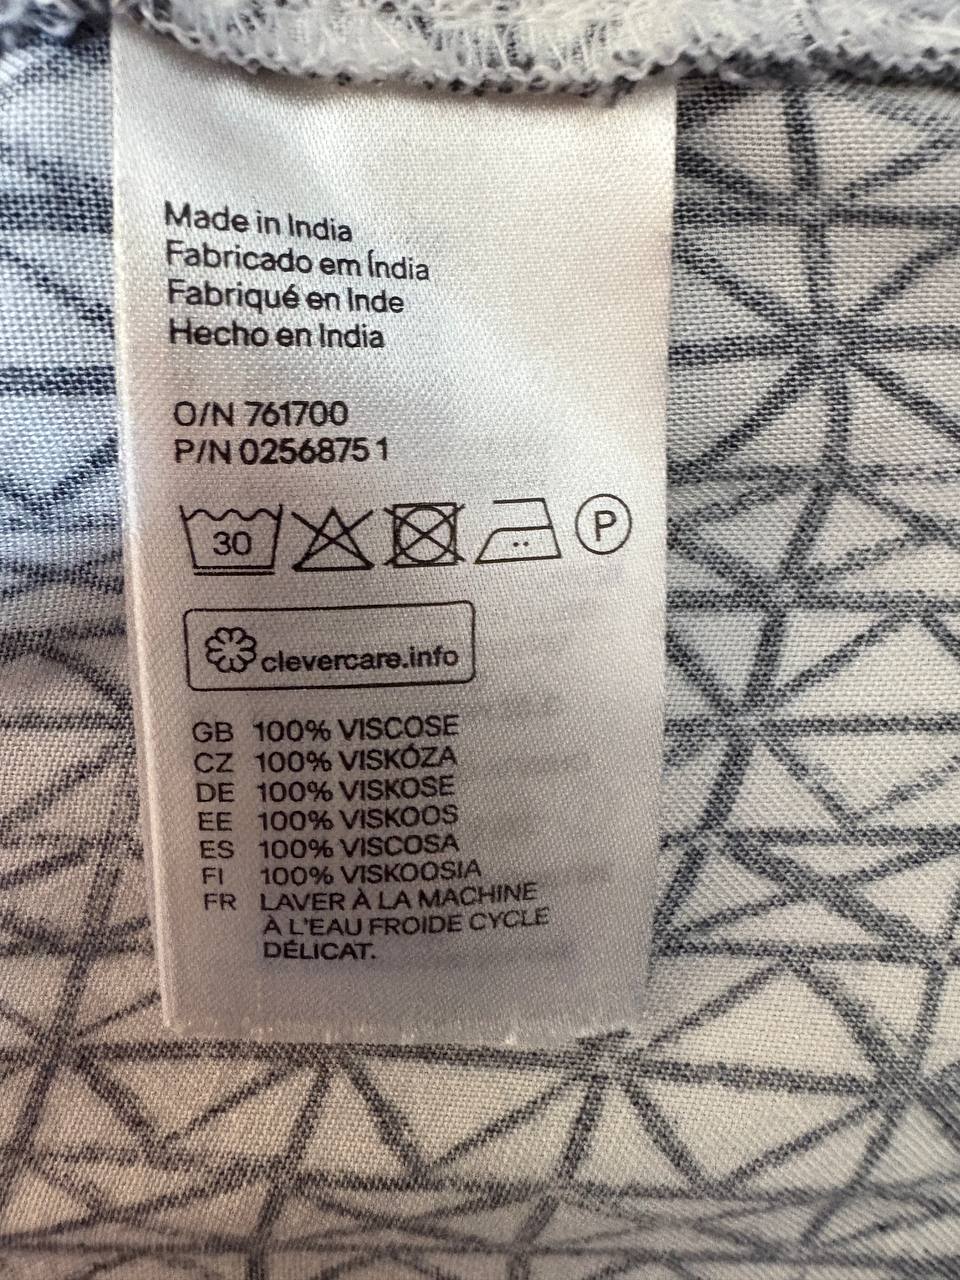 Made in India
Fabricado em Índia
Fabriqué en Inde
Hecho en India
O/N 761700
P/N 02568751
30 P
clevercare.info
GB 100% VISCOSE
CZ 100% VISKÓZA
DE 100% VISKOSE
EE 100% VISKOOS
ES 100% VISCOSA
FI 100% VISKOOSIA
FR LAVER À LA MACHINE
À L'EAU FROIDE CYCLE
DÉLICAT.